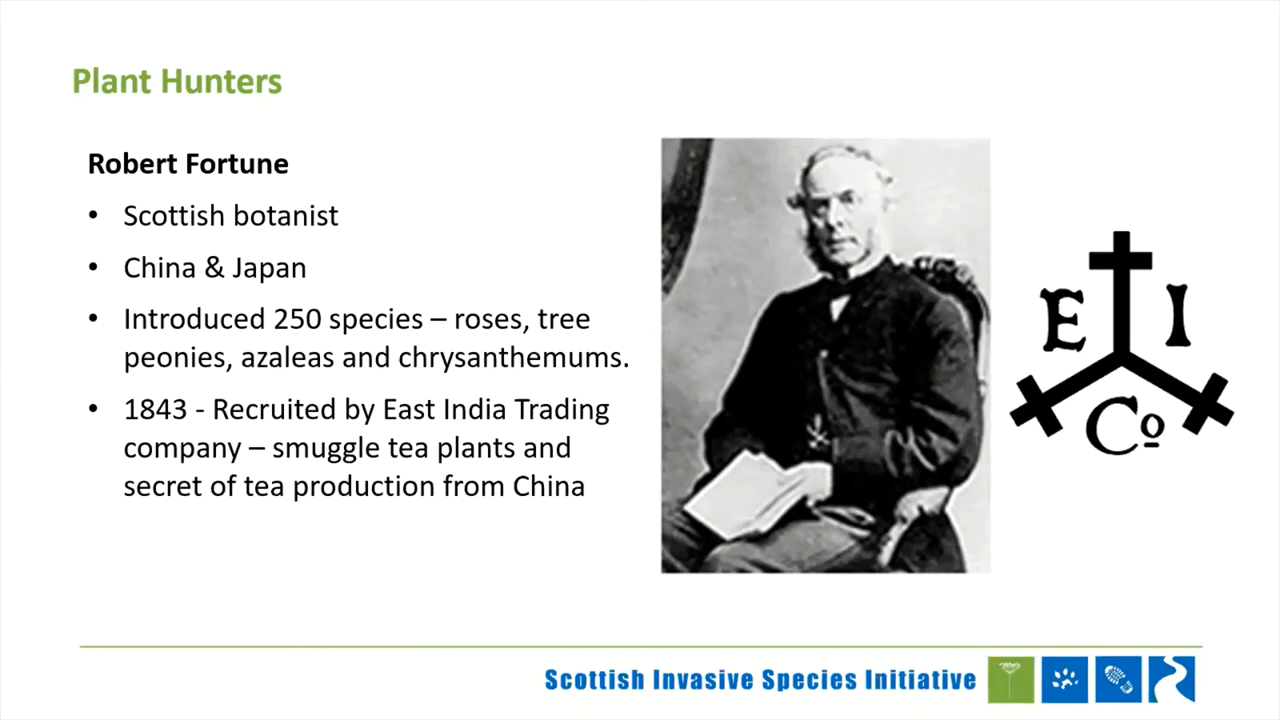 Plant Hunters
Robert Fortune
• Scottish botanist
• China & Japan
• Introduced 250 species – roses, tree
peonies, azaleas and chrysanthemums.
• 1843 - Recruited by East India Trading
company – smuggle tea plants and
secret of tea production from China
E I
Co
Scottish Invasive Species Initiative